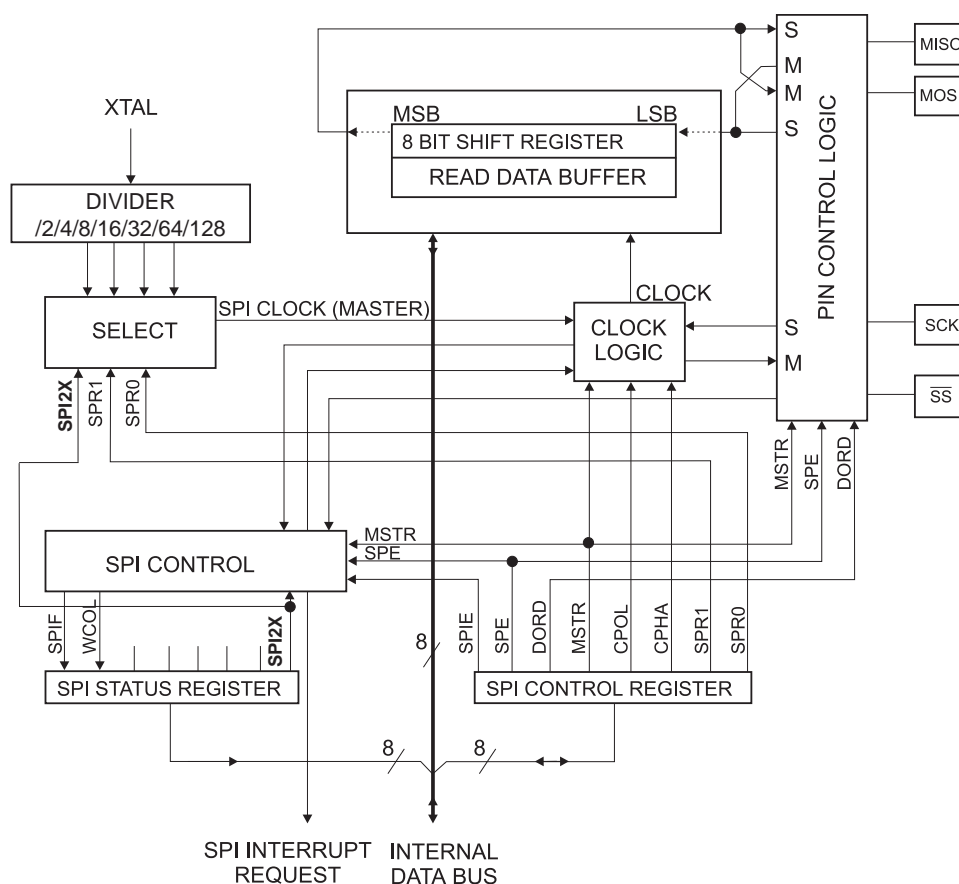 S
MISO
M
M
MOS
XTAL
MSB
LSB
S
8 BIT SHIFT REGISTER
READ DATA BUFFER
PIN CONTROL LOGIC
DIVIDER
/2/4/8/16/32/64/128
SPI CLOCK (MASTER)
CLOCK
SELECT
CLOCK
LOGIC
S
M
SCK
SS
SPI2X
SPR1
SPR0
MSTR
SPE
DORD
MSTR
SPE
SPI CONTROL
SPIF
WCOL
SPI2X
8
SPIE
SPE
DORD
MSTR
CPOL
CPHA
SPR1
SPR0
SPI STATUS REGISTER
SPI CONTROL REGISTER
8
8
SPI INTERRUPT
REQUEST
INTERNAL
DATA BUS